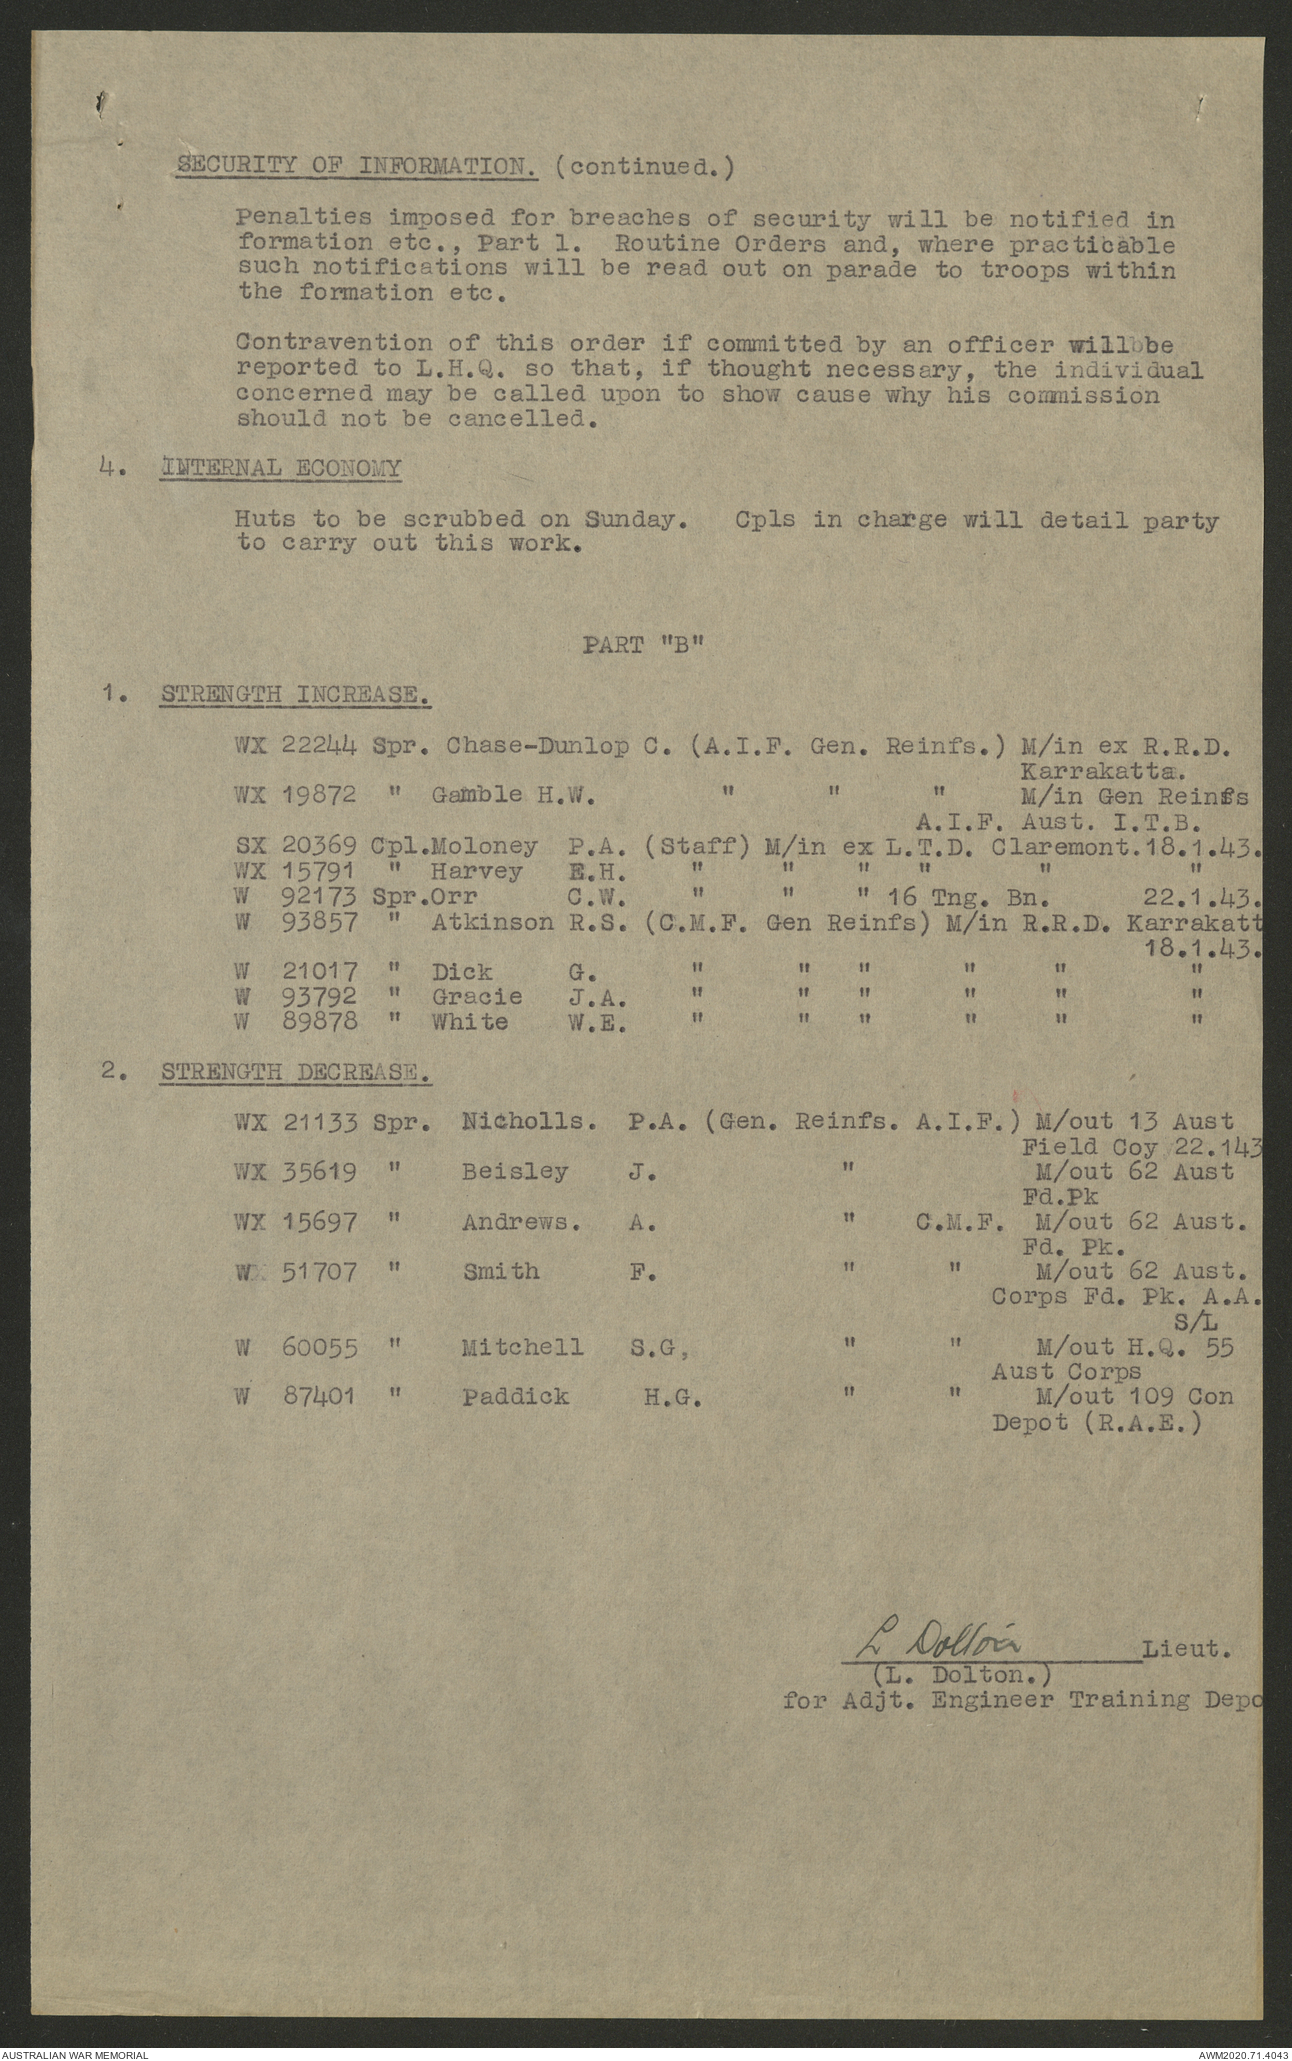 SECURITY OF INFORMATION. (continued.)
Penalties imposed for breaches of security will be notified in
formation etc., Part 1.  Routine Orders and, where practicable
such notifications will be read out on parade to troops within
the formation etc.
Contravention of this order if committed by an officer willbbe
reported to L.H.Q. so that, if thought necessary, the individual
concerned may be called upon to show cause why his commission
should not be cancelled.
4. INTERNAL ECONOMY
Huts to be scrubbed on Sunday.   Cpls in charge will detail party
to carry out this work.
PART "B"
1. STRENGTH INCREASE.
WX 22244 Spr. Chase-Dunlop C. (A.I.F. Gen. Reinfs.) M/in ex R.R.D.
Karrakatta.
WX 19872 " Gamble H.W. " " " M/in Gen Reinfs
A.I.F. Aust. I.T.B.
SX 20369 Cpl.Moloney P.A. (Staff) M/in ex L.T.D. Claremont.18.1.43.
WX 15791 " Harvey E.H. " " " " " "
W 92173 Spr.Orr C.W. " " " 16 Tng. Bn. 22.1.43.
W 93857 " Atkinson R.S. (C.M.F. Gen Reinfs) M/in R.R.D. Karrakatt
18.1.43.
W 21017 " Dick G. " " " " " "
W 93792 " Gracie J.A. " " " " " "
W 89878 " White W.E. " " " " " "
2. STRENGTH DECREASE.
WX 21133 Spr. Nicholls. P.A. (Gen. Reinfs. A.I.F.) M/out 13 Aust
Field Coy 22.143
WX 35619 " Beisley J. " M/out 62 Aust
Fd.Pk
WX 15697 " Andrews. A. " C.M.F. M/out 62 Aust.
Fd. Pk.
W 51707 " Smith F. " " M/out 62 Aust.
Corps Fd. Pk. A.A.
S/L
W 60055 " Mitchell S.G, " " M/out H.Q. 55
Aust Corps
W 87401 " Paddick H.G. " " M/out 109 Con
Depot (R.A.E.)
L Dolton Lieut.
(L. Dolton.)
for Adjt. Engineer Training Depo
AUSTRALIAN WAR MEMORIAL
AWM2020.71.4043